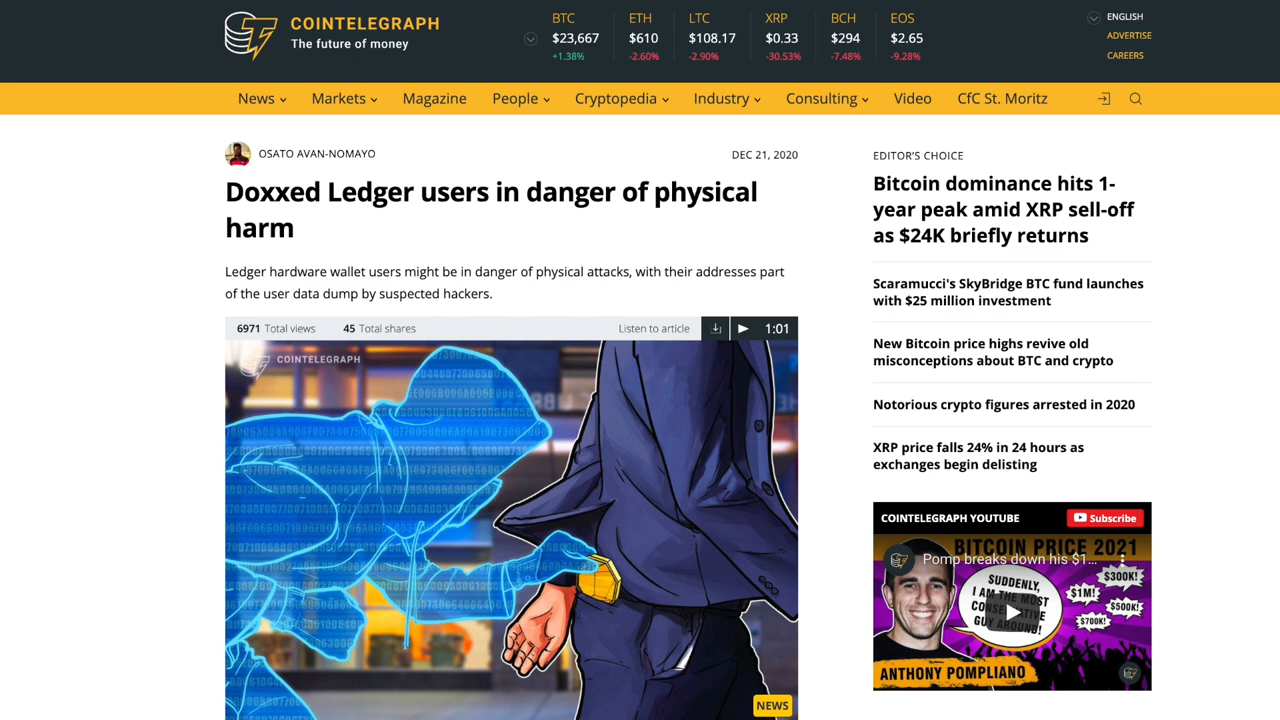 COINTELEGRAPH
The future of money
BTC
$23,667
+1.38%
ETH
$610
-2.60%
LTC
$108.17
-2.90%
XRP
$0.33
-30.53%
BCH
$294
-7.48%
EOS
$2.65
-9.28%
ENGLISH
ADVERTISE
CAREERS
News Markets Magazine People Cryptopedia Industry Consulting Video CfC St. Moritz
OSATO AVAN-NOMAYO
DEC 21, 2020
Doxxed Ledger users in danger of physical
harm
Ledger hardware wallet users might be in danger of physical attacks, with their addresses part
of the user data dump by suspected hackers.
6971 Total views 45 Total shares Listen to article 1:01
COINTELEGRAPH
NEWS
EDITOR'S CHOICE
Bitcoin dominance hits 1-
year peak amid XRP sell-off
as $24K briefly returns
Scaramucci's SkyBridge BTC fund launches
with $25 million investment
New Bitcoin price highs revive old
misconceptions about BTC and crypto
Notorious crypto figures arrested in 2020
XRP price falls 24% in 24 hours as
exchanges begin delisting
COINTELEGRAPH YOUTUBE
Subscribe
BITCOIN PRICE 2021
Pomp breaks down his $1...
SUDDENLY,
I AM THE MOST
CONSERVATIVE
GUY AROUND!
$300K!
$1M!
$500K!
$700K!
ANTHONY POMPLIANO